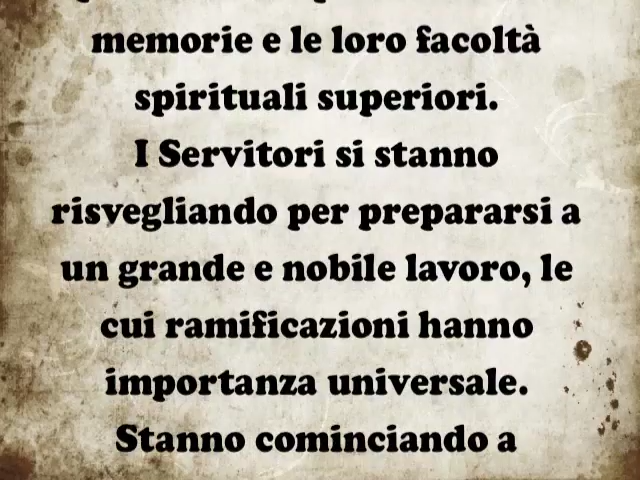 memorie e le loro facoltà
spirituali superiori.
I Servitori si stanno
risvegliando per prepararsi a
un grande e nobile lavoro, le
cui ramificazioni hanno
importanza universale.
Stanno cominciando a